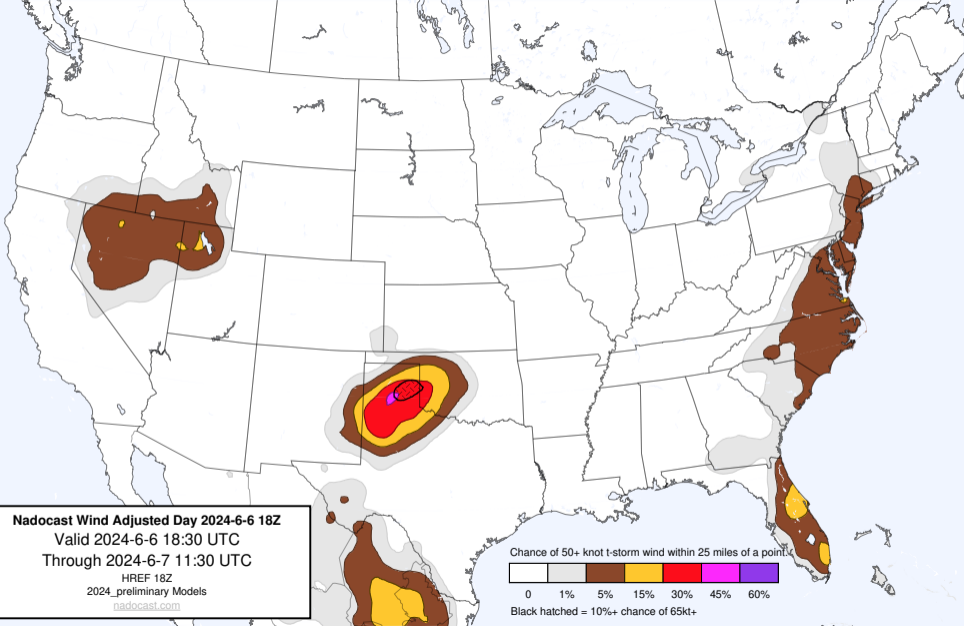 Nadocast Wind Adjusted Day 2024-6-6 18Z
Valid 2024-6-6 18:30 UTC
Through 2024-6-7 11:30 UTC
HREF 18Z
2024_preliminary Models
nadocast.com
Chance of 50+ knot t-storm wind within 25 miles of a point.
0 1% 5% 15% 30% 45% 60%
Black hatched = 10%+ chance of 65kt+